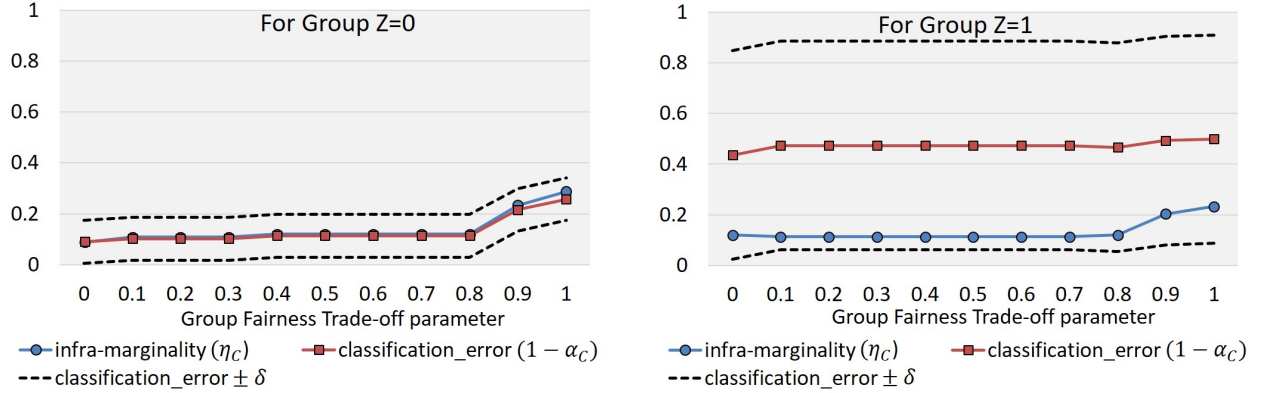 For Group Z=0
1
0.8
0.6
0.4
0.2
0
0 0.1 0.2 0.3 0.4 0.5 0.6 0.7 0.8 0.9 1
Group Fairness Trade-off parameter
infra-marginality (η_C) classification_error (1 − α_C)
classification_error ± δ
For Group Z=1
1
0.8
0.6
0.4
0.2
0
0 0.1 0.2 0.3 0.4 0.5 0.6 0.7 0.8 0.9 1
Group Fairness Trade-off parameter
infra-marginality (η_C) classification_error (1 − α_C)
classification_error ± δ